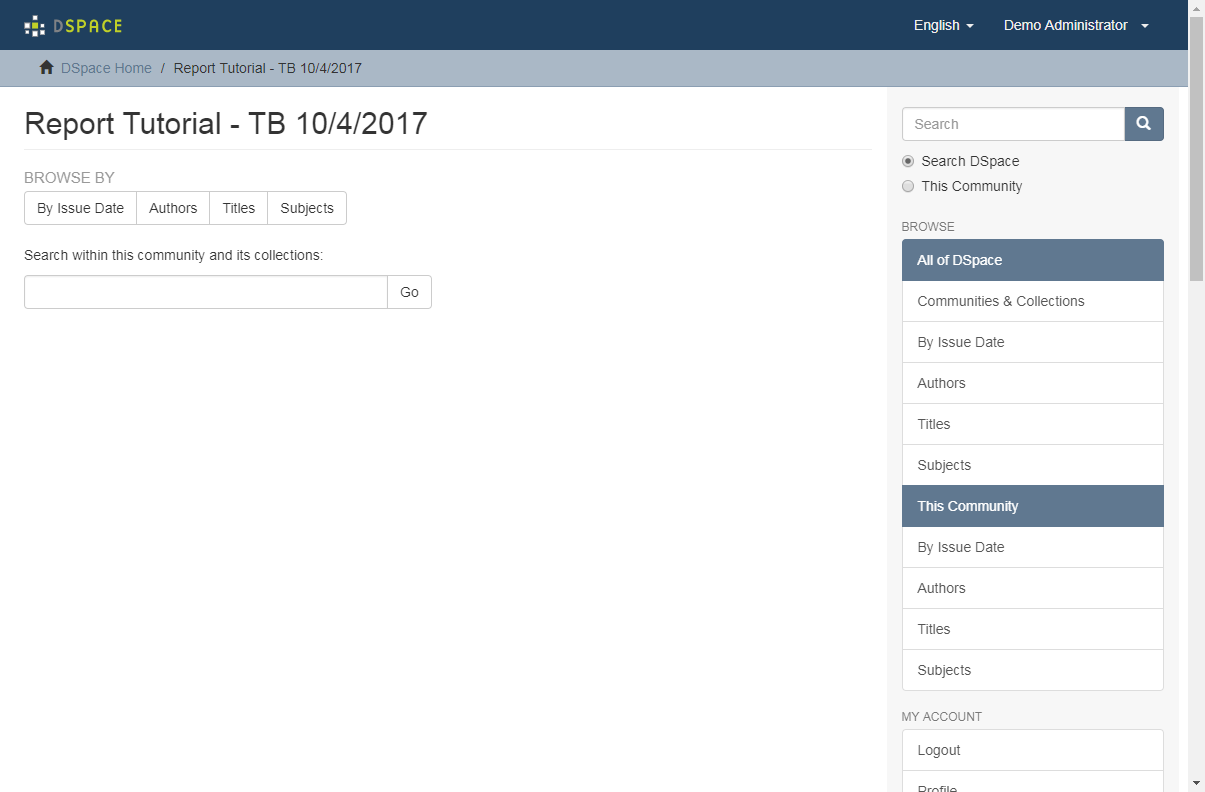 DSPACE
English
Demo Administrator
DSpace Home / Report Tutorial - TB 10/4/2017
Report Tutorial - TB 10/4/2017
BROWSE BY
By Issue Date
Authors
Titles
Subjects
Search within this community and its collections:
Go
Search
Search DSpace
This Community
BROWSE
All of DSpace
Communities & Collections
By Issue Date
Authors
Titles
Subjects
This Community
By Issue Date
Authors
Titles
Subjects
MY ACCOUNT
Logout
Profile